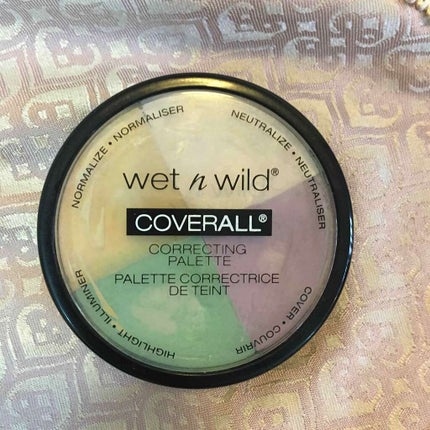 NORMALIZE • NORMALISER
NEUTRALIZE • NEUTRALISER
wet n wild®
COVERALL®
CORRECTING
PALETTE
PALETTE CORRECTRICE
DE TEINT
HIGHLIGHT • ILLUMINER
COVER • COUVRIR